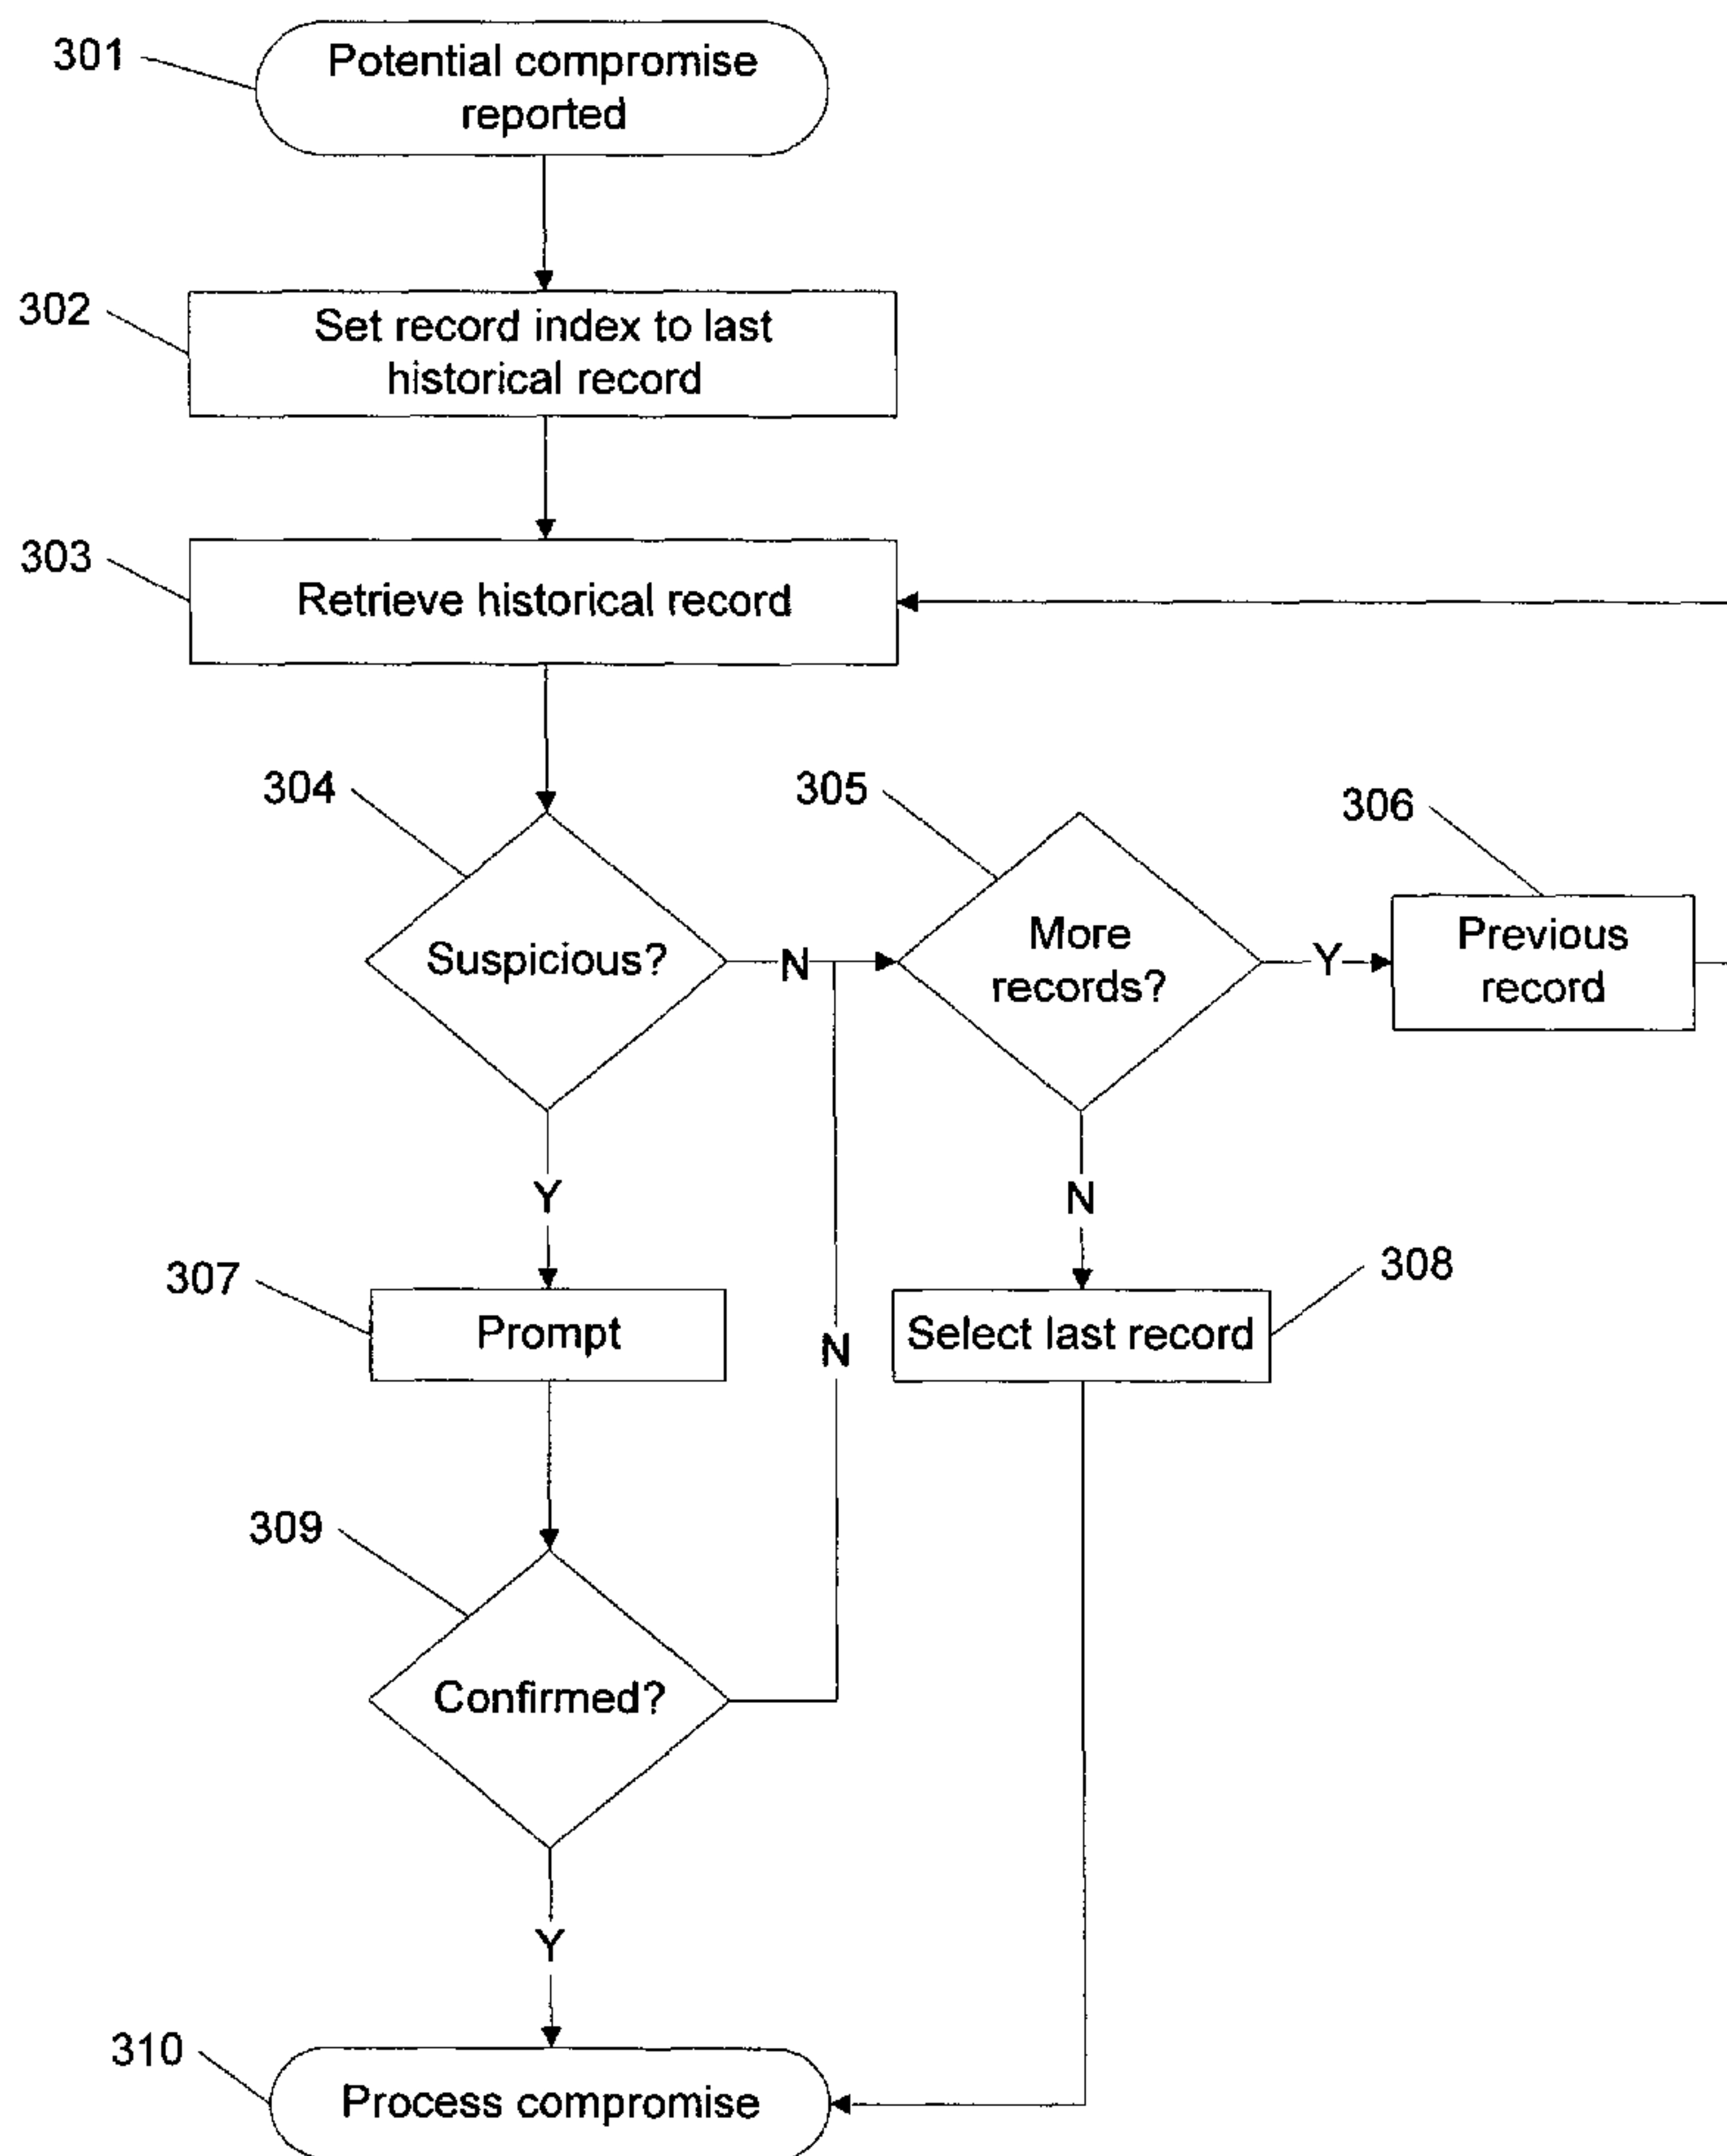 301
Potential compromise
reported
302
Set record index to last
historical record
303
Retrieve historical record
304
305
306
Suspicious?
N
More
records?
Y
Previous
record
Y
N
307
Prompt
N
308
Select last record
309
Confirmed?
Y
310
Process compromise